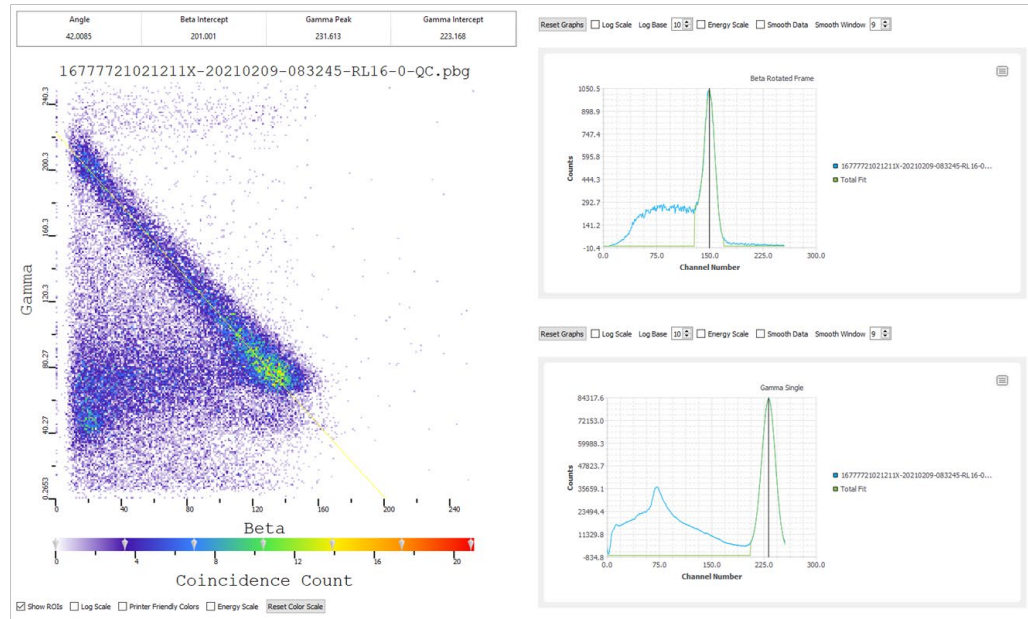 Angle Beta Intercept Gamma Peak Gamma Intercept
42.0085 201.001 231.613 223.168
16777721021211X-20210209-083245-RL16-0-QC.pbg
240.3
200.3
160.3
120.3
80.27
40.27
0.2653
Gamma
0 40 80 120 160 200 240
Beta
0 4 8 12 16 20
Coincidence Count
Show ROIs Log Scale Printer Friendly Colors Energy Scale Reset Color Scale
Reset Graphs Log Scale Log Base 10 Energy Scale Smooth Data Smooth Window 9
Beta Rotated Frame
1050.5
898.9
747.4
595.8
444.3
292.7
141.2
-10.4
Counts
0.0 75.0 150.0 225.0 300.0
Channel Number
16777721021211X-20210209-083245-RL16-0...
Total Fit
Reset Graphs Log Scale Log Base 10 Energy Scale Smooth Data Smooth Window 9
Gamma Single
84317.6
72153.0
59988.3
47823.7
35659.1
23494.4
11329.8
-834.8
Counts
0.0 75.0 150.0 225.0 300.0
Channel Number
16777721021211X-20210209-083245-RL16-0...
Total Fit